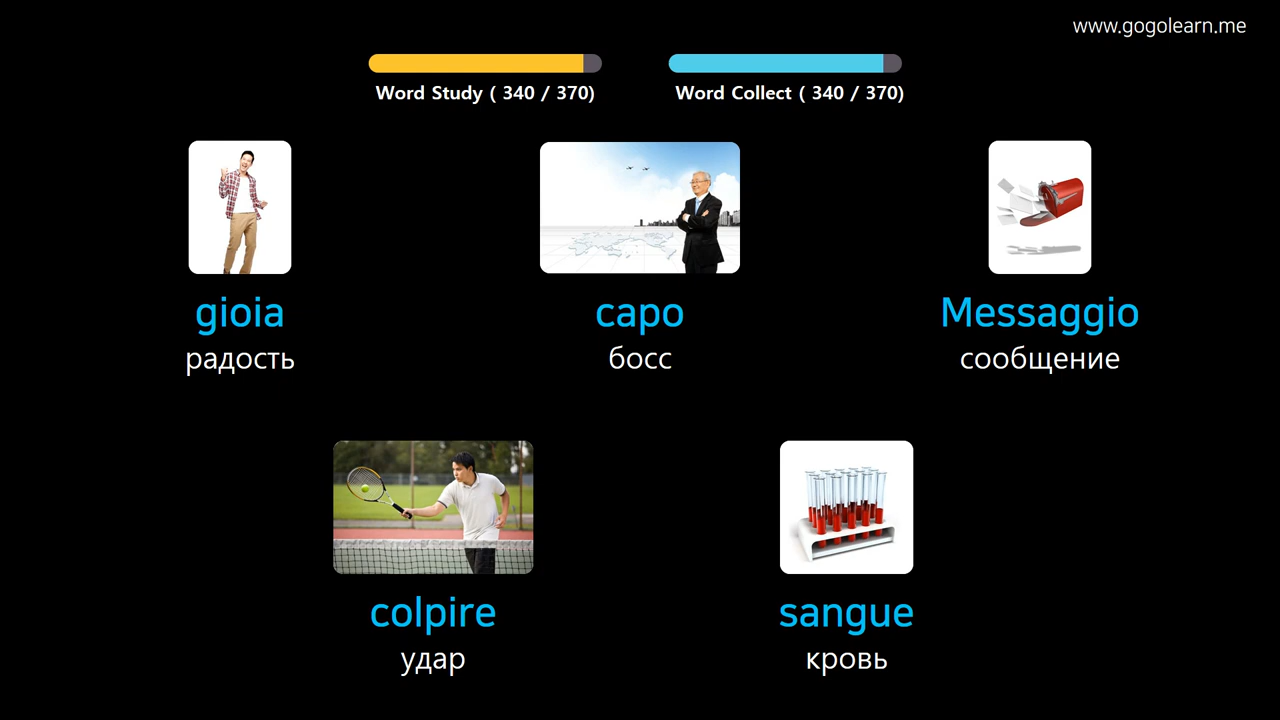 www.gogolearn.me
Word Study ( 340 / 370)
Word Collect ( 340 / 370)
gioia
радость
capo
босс
Messaggio
сообщение
colpire
удар
sangue
кровь